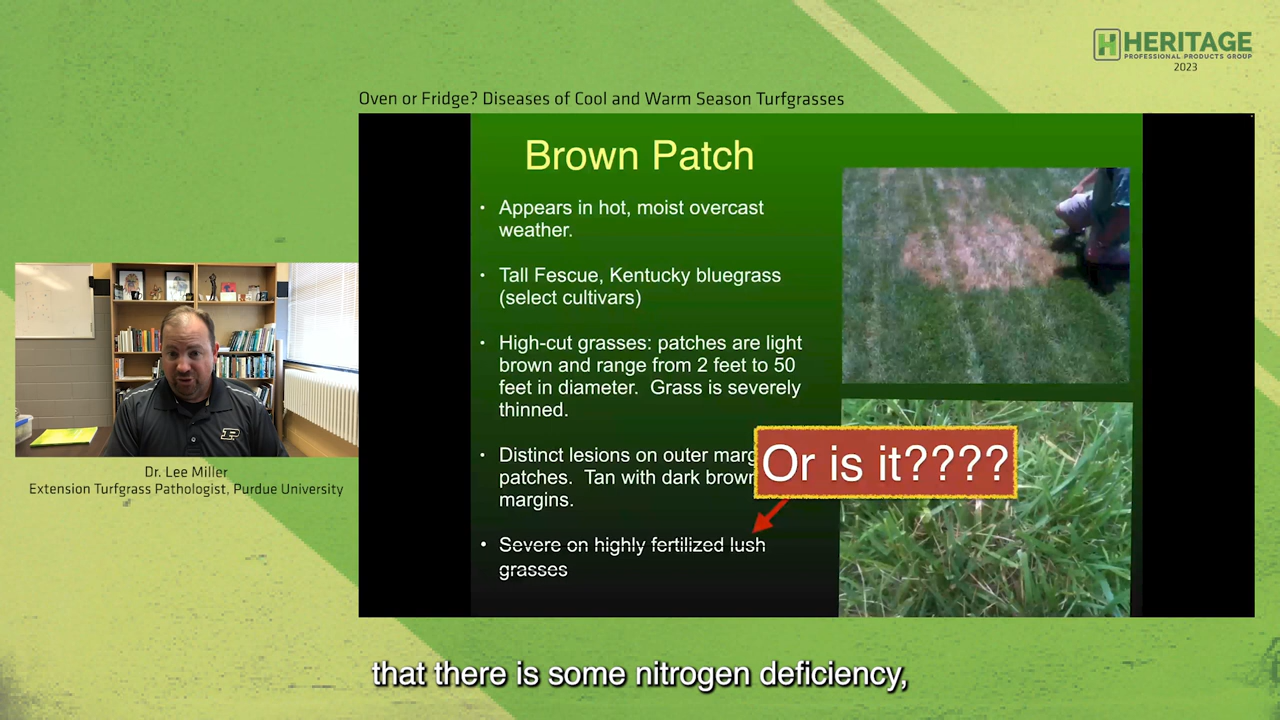 HERITAGE
PROFESSIONAL PRODUCTS GROUP
2023
Oven or Fridge? Diseases of Cool and Warm Season Turfgrasses
Brown Patch
• Appears in hot, moist overcast
weather.
• Tall Fescue, Kentucky bluegrass
(select cultivars)
• High-cut grasses: patches are light
brown and range from 2 feet to 50
feet in diameter. Grass is severely
thinned.
• Distinct lesions on outer marg
patches. Tan with dark brown
margins.
Or is it????
• Severe on highly fertilized lush
grasses
P
Dr. Lee Miller
Extension Turfgrass Pathologist, Purdue University
that there is some nitrogen deficiency,